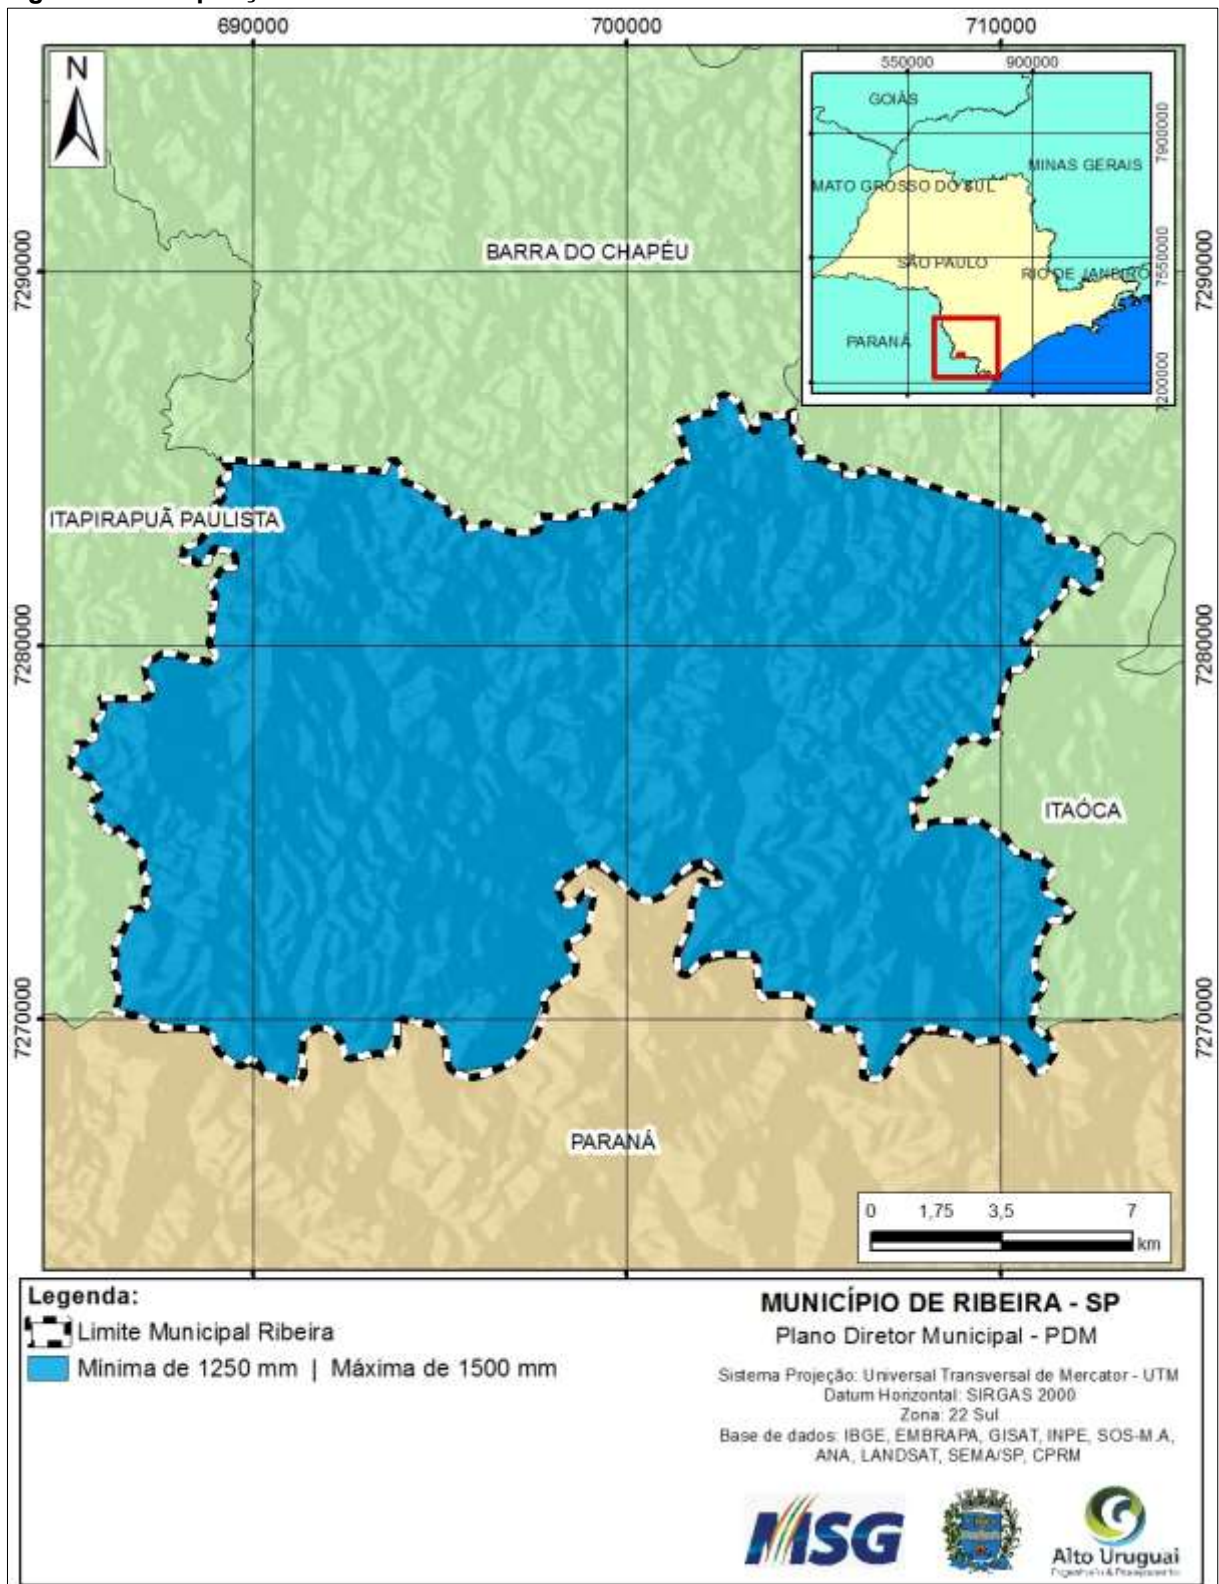 690000 700000 710000
N
550000 900000
GOIÁS
7900000
MINAS GERAIS
MATO GROSSO DO SUL
BARRA DO CHAPÉU
7290000
SÃO PAULO
7550000
RIO DE JANEIRO
7290000
PARANÁ
7200000
ITAPIRAPUÃ PAULISTA
7280000
7280000
ITAÓCA
7270000
7270000
PARANÁ
0 1,75 3,5 7
km
Legenda:
Limite Municipal Ribeira
Mínima de 1250 mm | Máxima de 1500 mm
MUNICÍPIO DE RIBEIRA - SP
Plano Diretor Municipal - PDM
Sistema Projeção: Universal Transversal de Mercator - UTM
Datum Horizontal: SIRGAS 2000
Zona: 22 Sul
Base de dados: IBGE, EMBRAPA, GISAT, INPE, SOS-M.A,
ANA, LANDSAT, SEMA/SP, CPRM
MSG
Alto Uruguai
Engenharia & Planejamento